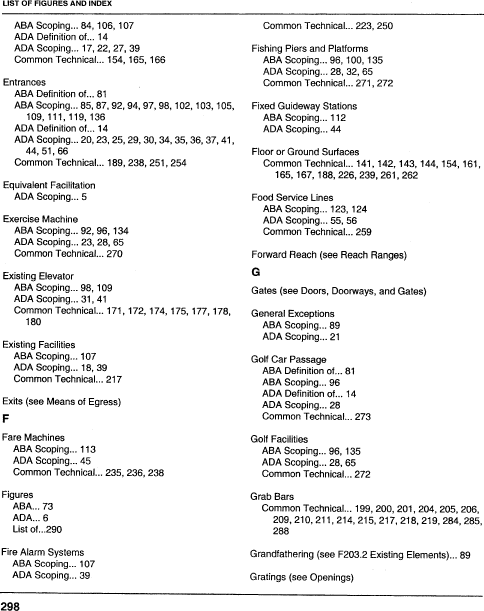 LIST OF FIGURES AND INDEX
ABA Scoping... 84, 106, 107
ADA Definition of... 14
ADA Scoping... 17, 22, 27, 39
Common Technical... 154, 165, 166
Entrances
ABA Definition of... 81
ABA Scoping... 85, 87, 92, 94, 97, 98, 102, 103, 105,
109, 111, 119, 136
ADA Definition of... 14
ADA Scoping... 20, 23, 25, 29, 30, 34, 35, 36, 37, 41,
44, 51, 66
Common Technical... 189, 238, 251, 254
Equivalent Facilitation
ADA Scoping... 5
Exercise Machine
ABA Scoping... 92, 96, 134
ADA Scoping... 23, 28, 65
Common Technical... 270
Existing Elevator
ABA Scoping... 98, 109
ADA Scoping... 31, 41
Common Technical... 171, 172, 174, 175, 177, 178,
180
Existing Facilities
ABA Scoping... 107
ADA Scoping... 18, 39
Common Technical... 217
Exits (see Means of Egress)
F
Fare Machines
ABA Scoping... 113
ADA Scoping... 45
Common Technical... 235, 236, 238
Figures
ABA... 73
ADA... 6
List of...290
Fire Alarm Systems
ABA Scoping... 107
ADA Scoping... 39
Common Technical... 223, 250
Fishing Piers and Platforms
ABA Scoping... 96, 100, 135
ADA Scoping... 28, 32, 65
Common Technical... 271, 272
Fixed Guideway Stations
ABA Scoping... 112
ADA Scoping... 44
Floor or Ground Surfaces
Common Technical... 141, 142, 143, 144, 154, 161,
165, 167, 188, 226, 239, 261, 262
Food Service Lines
ABA Scoping... 123, 124
ADA Scoping... 55, 56
Common Technical... 259
Forward Reach (see Reach Ranges)
G
Gates (see Doors, Doorways, and Gates)
General Exceptions
ABA Scoping... 89
ADA Scoping... 21
Golf Car Passage
ABA Definition of... 81
ABA Scoping... 96
ADA Definition of... 14
ADA Scoping... 28
Common Technical... 273
Golf Facilities
ABA Scoping... 96, 135
ADA Scoping... 28, 65
Common Technical... 272
Grab Bars
Common Technical... 199, 200, 201, 204, 205, 206,
209, 210, 211, 214, 215, 217, 218, 219, 284, 285,
288
Grandfathering (see F203.2 Existing Elements)... 89
Gratings (see Openings)
298